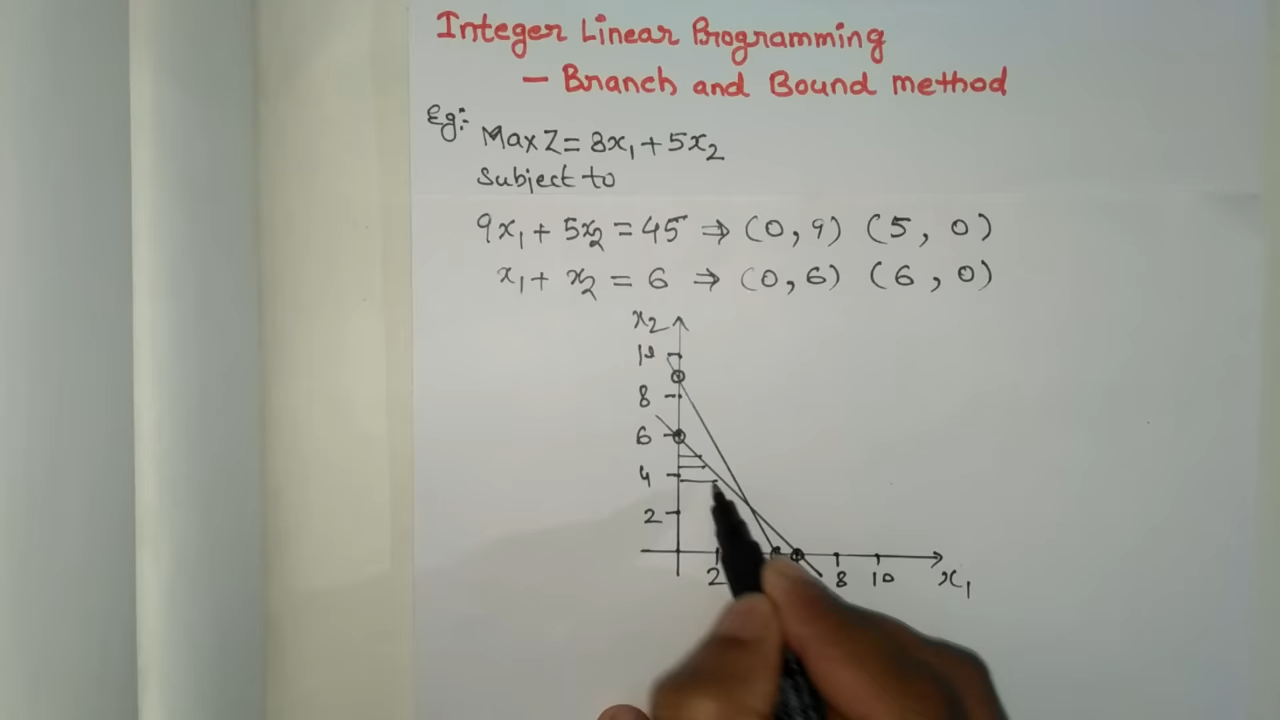 Integer Linear Programming
– Branch and Bound method
Eg:- Max Z = 8x₁ + 5x₂
Subject to
9x₁ + 5x₂ = 45 ⇒ (0, 9) (5, 0)
x₁ + x₂ = 6 ⇒ (0, 6) (6, 0)
x₂
10
8
6
4
2
2 8 10 x₁